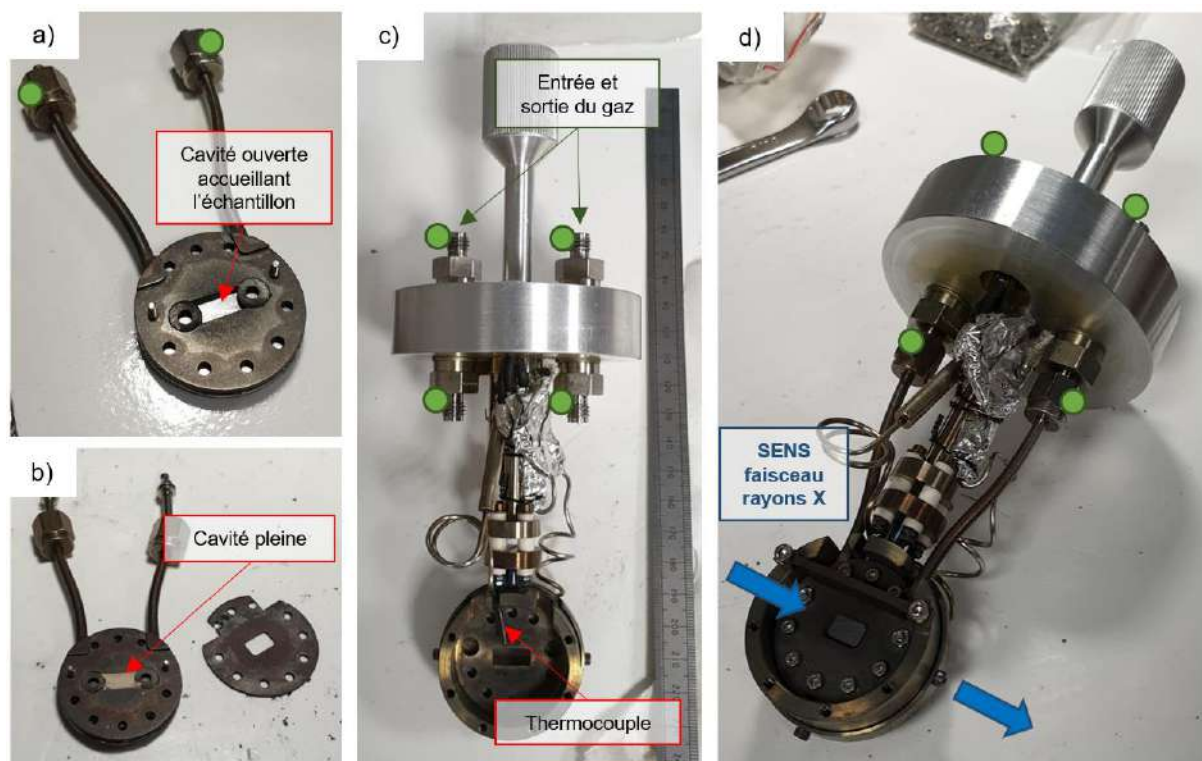 a)
Cavité ouverte
accueillant
l'échantillon
b)
Cavité pleine
c)
Entrée et
sortie du gaz
Thermocouple
d)
SENS
faisceau
rayons X